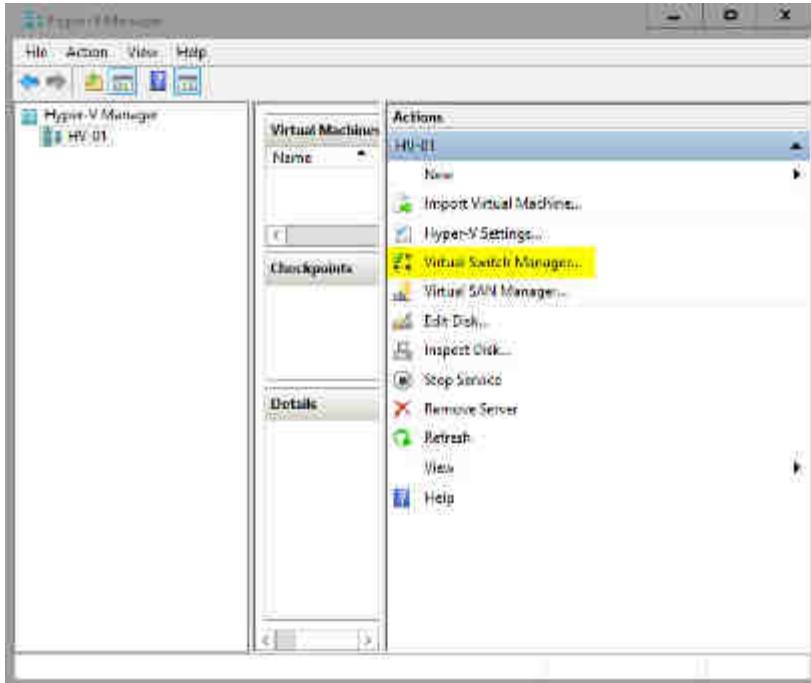 Hyper-V Manager
File Action View Help
Hyper-V Manager
HV-01
Virtual Machines
Name
Checkpoints
Details
Actions
HV-01
New
Import Virtual Machine...
Hyper-V Settings...
Virtual Switch Manager...
Virtual SAN Manager...
Edit Disk...
Inspect Disk...
Stop Service
Remove Server
Refresh
View
Help